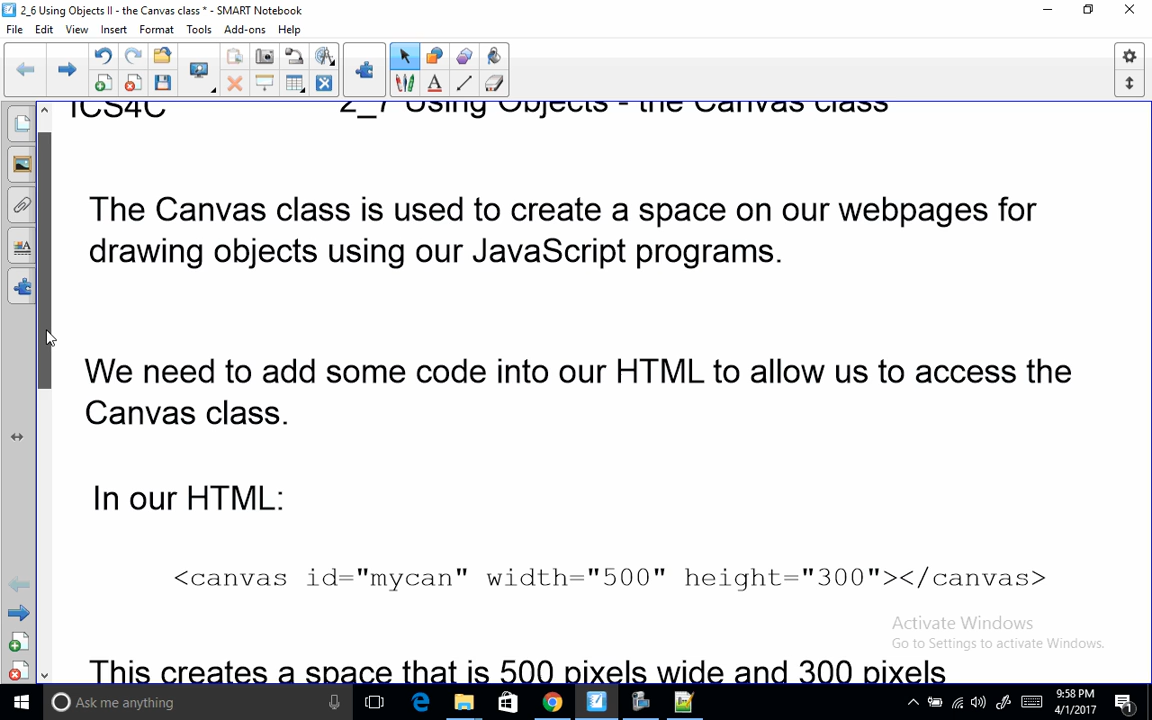 2_6 Using Objects II - the Canvas class * - SMART Notebook
File Edit View Insert Format Tools Add-ons Help
ICS4C 2_7 Using Objects - the Canvas class
The Canvas class is used to create a space on our webpages for
drawing objects using our JavaScript programs.
We need to add some code into our HTML to allow us to access the
Canvas class.
In our HTML:
<canvas id="mycan" width="500" height="300"></canvas>
Activate Windows
Go to Settings to activate Windows.
This creates a space that is 500 pixels wide and 300 pixels
Ask me anything
9:58 PM
4/1/2017
1